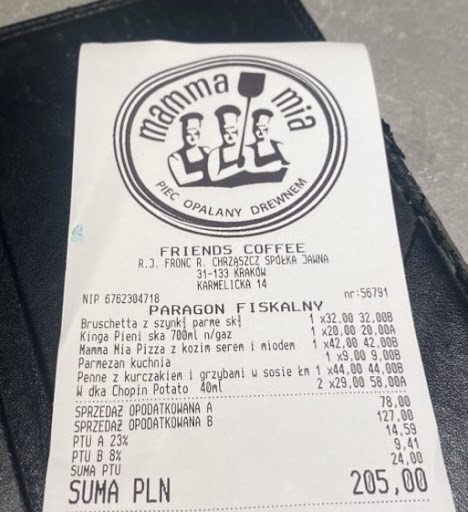 mamma mia
PIEC OPALANY DREWNEM
FRIENDS COFFEE
R.J. FRONC R. CHRZĄSZCZ SPÓŁKA JAWNA
31-133 KRAKÓW
KARMELICKA 14
NIP 6762304718 nr:56791
PARAGON FISKALNY
Bruschetta z szynk| parme sk| 1 x32,00 32,00B
Kinga Pieni ska 700ml n/gaz 1 x20,00 20,00A
Mamma Mia Pizza z kozim serem i miodem 1 x42,00 42,00B
Parmezan kuchnia 1 x9,00 9,00B
Penne z kurczakiem i grzybami w sosie km 1 x44,00 44,00B
W dka Chopin Potato 40ml 2 x29,00 58,00A
SPRZEDAŻ OPODATKOWANA A 78,00
SPRZEDAŻ OPODATKOWANA B 127,00
PTU A 23% 14,59
PTU B 8% 9,41
SUMA PTU 24,00
SUMA PLN 205,00